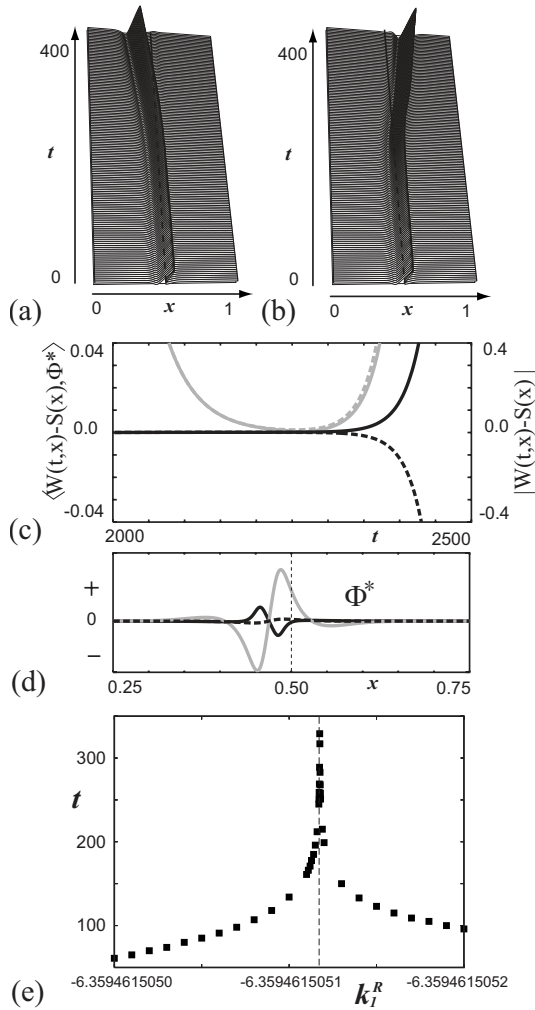 400
t
0
(a)
0
x
1
400
t
0
(b)
0
x
1
⟨W(t,x)-S(x),Φ*⟩
0.04
0.0
-0.04
0.4
0.0
-0.4
|W(t,x)-S(x) |
(c)
2000
t
2500
+
0
−
Φ*
(d)
0.25
0.50
x
0.75
t
300
200
100
(e)
-6.3594615050
-6.3594615051
k₁ᴿ
-6.3594615052